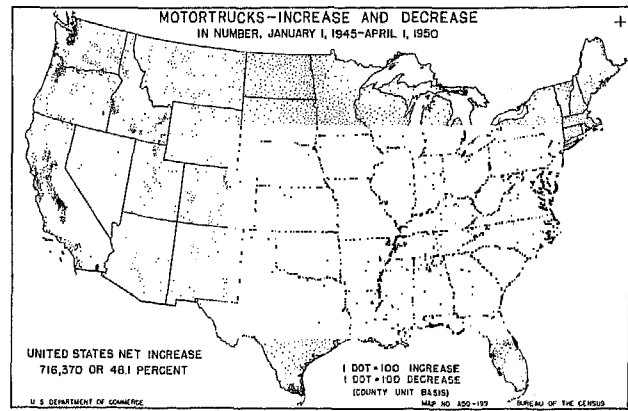 MOTORTRUCKS-INCREASE AND DECREASE
IN NUMBER, JANUARY 1, 1945-APRIL 1, 1950
UNITED STATES NET INCREASE
716,370 OR 48.1 PERCENT
1 DOT=100 INCREASE
1 DOT=100 DECREASE
(COUNTY UNIT BASIS)
U S DEPARTMENT OF COMMERCE
MAP NO A50-199
BUREAU OF THE CENSUS